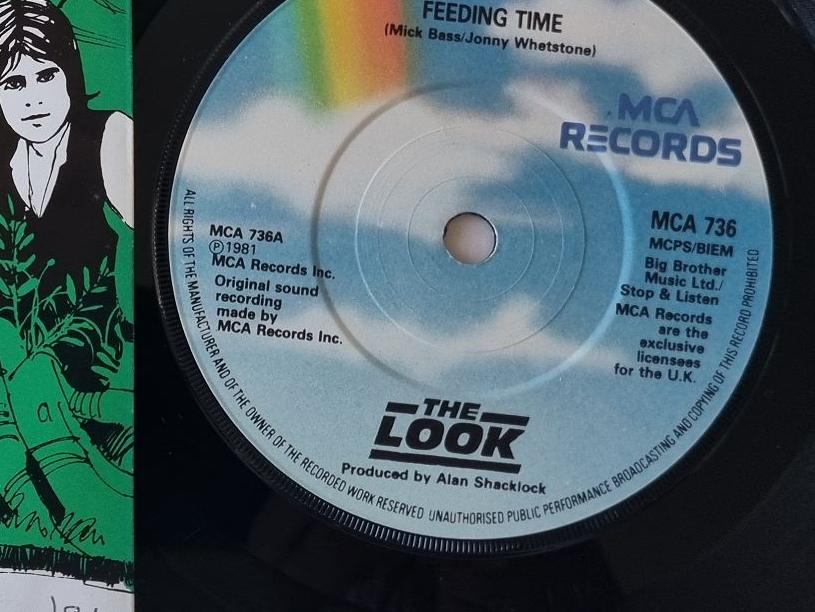 FEEDING TIME
(Mick Bass/Jonny Whetstone)
MCA
RECORDS
MCA 736A
Ⓟ1981
MCA Records Inc.
Original sound
recording
made by
MCA Records Inc.
MCA 736
MCPS/BIEM
Big Brother
Music Ltd./
Stop & Listen
MCA Records
are the
exclusive
licensees
for the U.K.
THE
LOOK
Produced by Alan Shacklock
ALL RIGHTS OF THE MANUFACTURER AND OF THE OWNER OF THE RECORDED WORK RESERVED UNAUTHORISED PUBLIC PERFORMANCE BROADCASTING AND COPYING OF THIS RECORD PROHIBITED